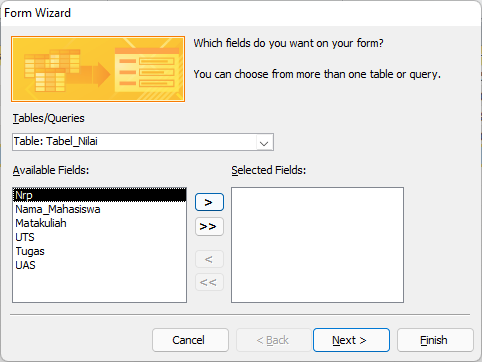 Form Wizard
Which fields do you want on your form?
You can choose from more than one table or query.
Tables/Queries
Table: Tabel_Nilai
Available Fields:
Selected Fields:
Nrp
Nama_Mahasiswa
Matakuliah
UTS
Tugas
UAS
>
>>
<
<<
Cancel
< Back
Next >
Finish